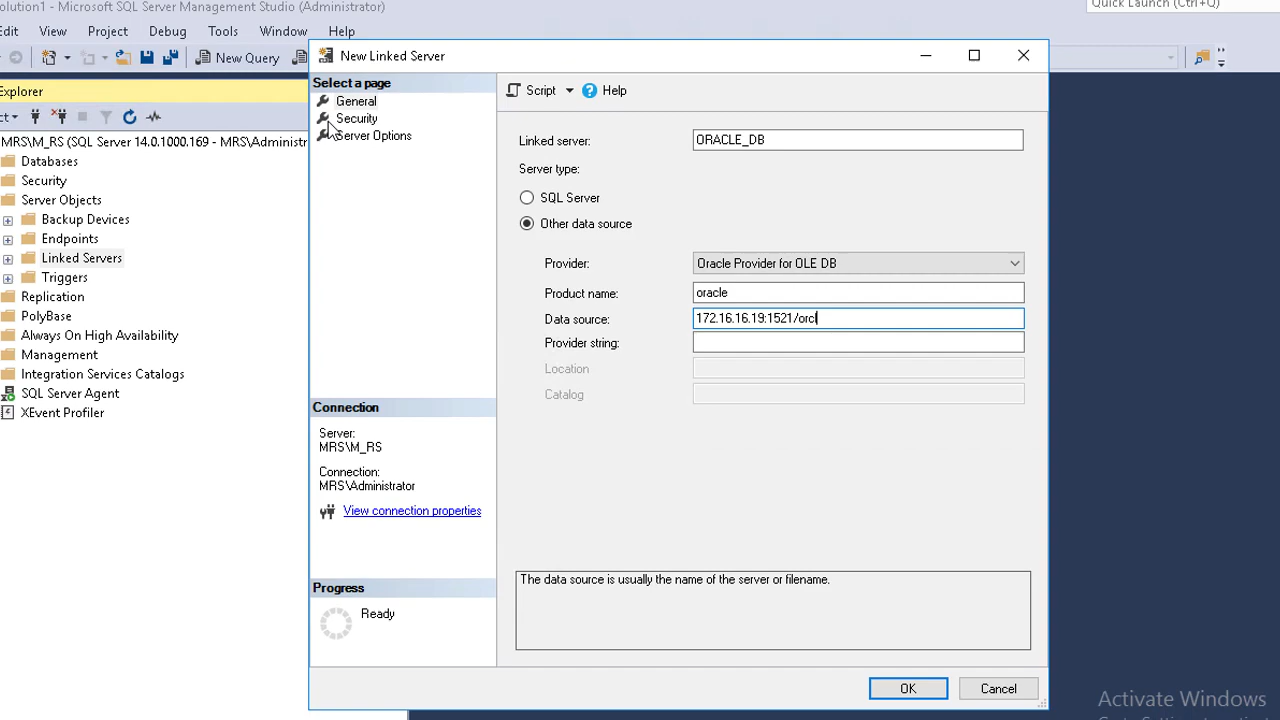 olution1 - Microsoft SQL Server Management Studio (Administrator)
Quick Launch (Ctrl+Q)
Edit View Project Debug Tools Window Help
New Query
New Linked Server
Explorer
ct
MRS\M_RS (SQL Server 14.0.1000.169 - MRS\Administr
Databases
Security
Server Objects
Backup Devices
Endpoints
Linked Servers
Triggers
Replication
PolyBase
Always On High Availability
Management
Integration Services Catalogs
SQL Server Agent
XEvent Profiler
Select a page
General
Security
Server Options
Connection
Server:
MRS\M_RS
Connection:
MRS\Administrator
View connection properties
Progress
Ready
Script Help
Linked server: ORACLE_DB
Server type:
SQL Server
Other data source
Provider: Oracle Provider for OLE DB
Product name: oracle
Data source: 172.16.16.19:1521/orcl
Provider string:
Location
Catalog
The data source is usually the name of the server or filename.
OK Cancel
Activate Windows